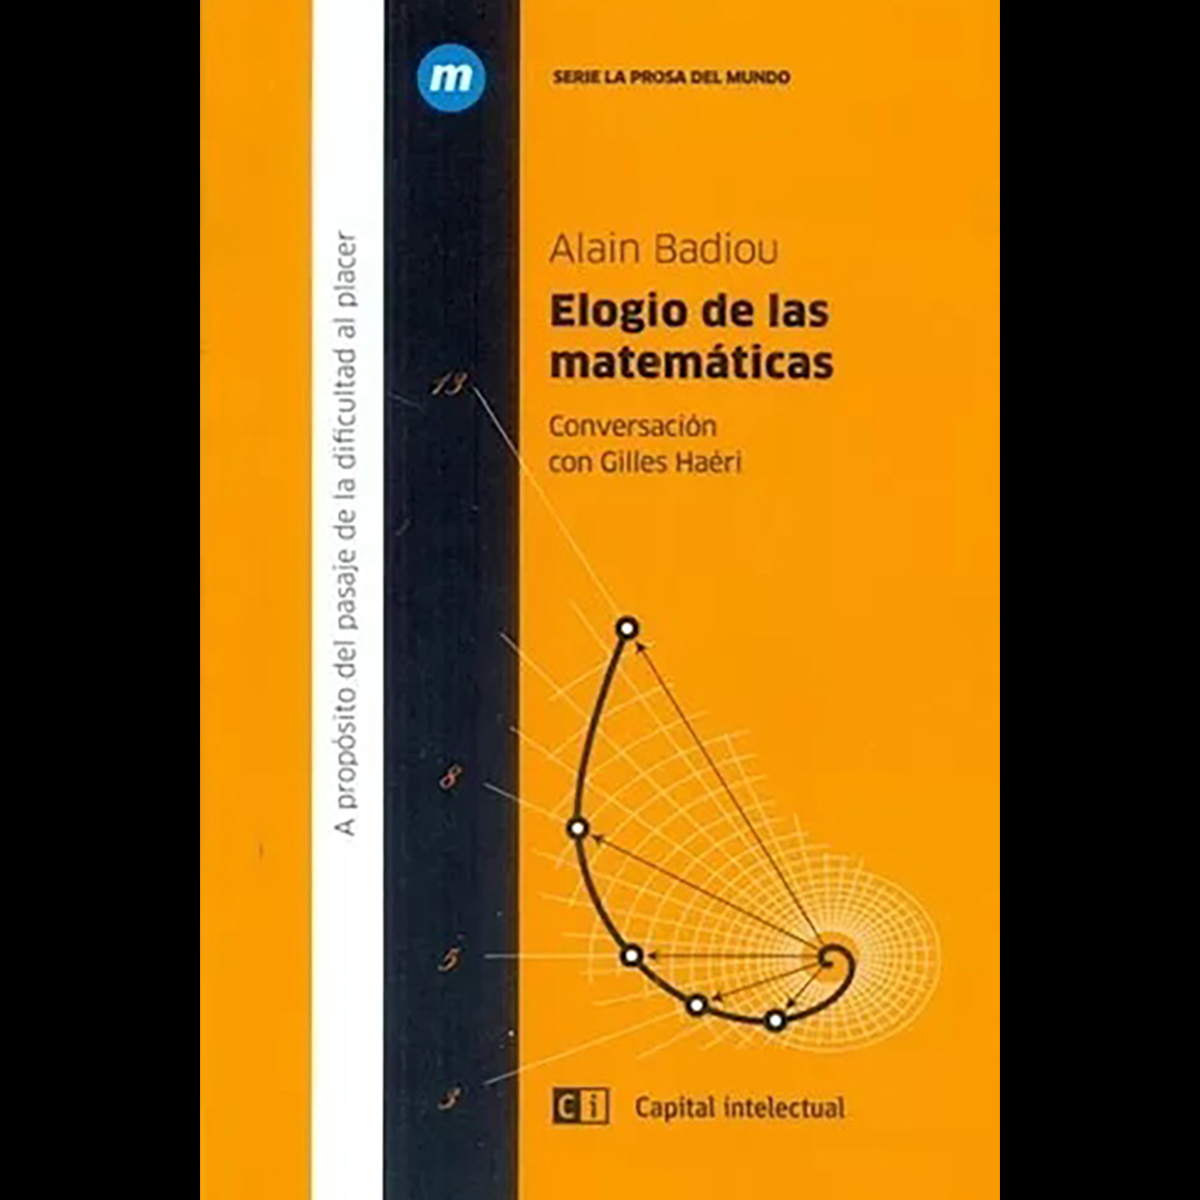 m
SERIE LA PROSA DEL MUNDO
Alain Badiou
Elogio de las
matemáticas
Conversación
con Gilles Haéri
A propósito del pasaje de la dificultad al placer
13
8
5
3
Ci Capital intelectual